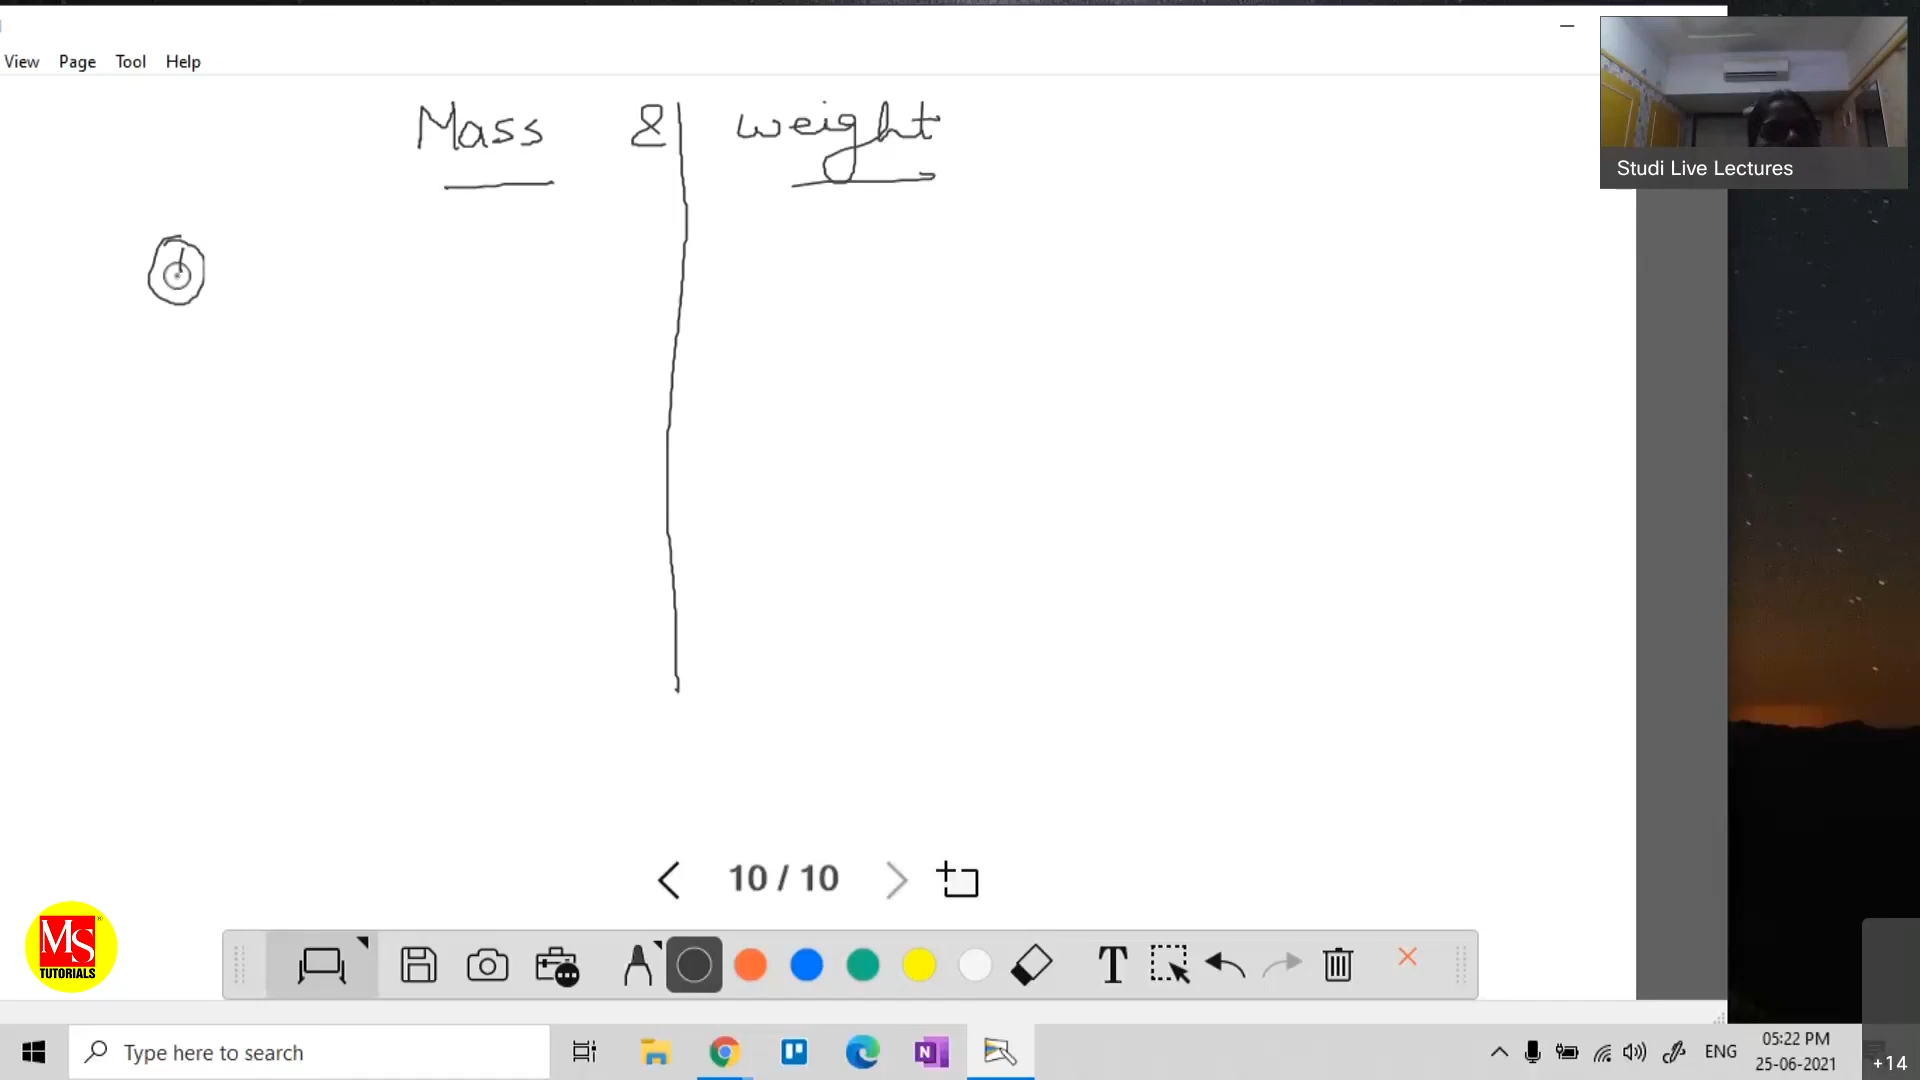 View Page Tool Help
Mass & weight
1
Studi Live Lectures
10 / 10
MS
TUTORIALS
T
Type here to search
N
ENG
05:22 PM
25-06-2021
+14